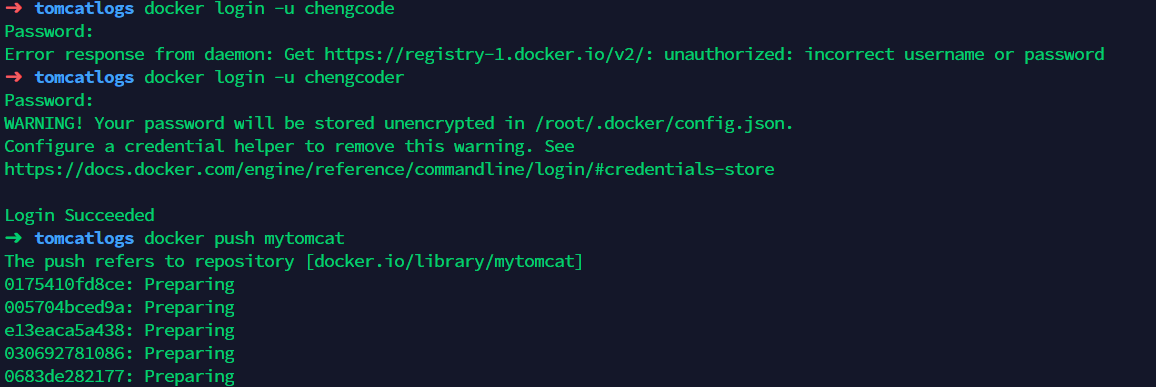 ➜ tomcatlogs docker login -u chengcode
Password:
Error response from daemon: Get https://registry-1.docker.io/v2/: unauthorized: incorrect username or password
➜ tomcatlogs docker login -u chengcoder
Password:
WARNING! Your password will be stored unencrypted in /root/.docker/config.json.
Configure a credential helper to remove this warning. See
https://docs.docker.com/engine/reference/commandline/login/#credentials-store
Login Succeeded
➜ tomcatlogs docker push mytomcat
The push refers to repository [docker.io/library/mytomcat]
0175410fd8ce: Preparing
005704bced9a: Preparing
e13eaca5a438: Preparing
030692781086: Preparing
0683de282177: Preparing